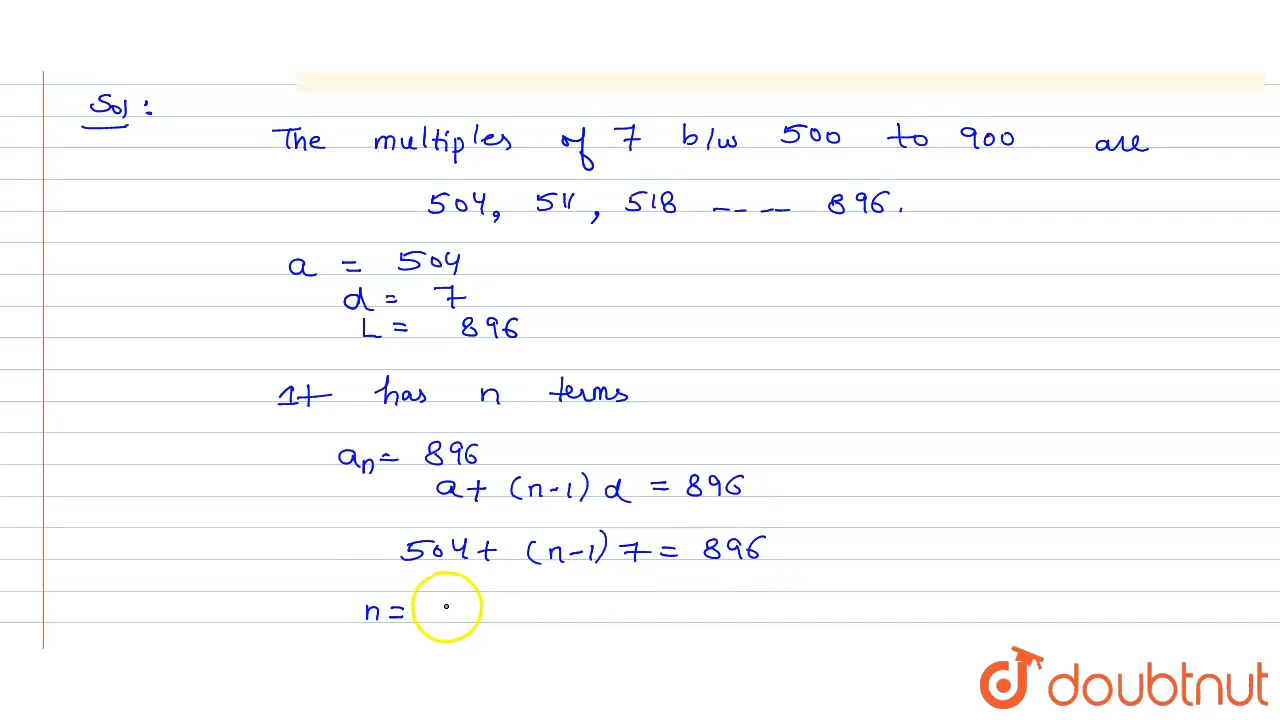 Sol :
The multiples of 7 b/w 500 to 900 are
504, 511, 518 ---- 896.
a = 504
d = 7
L = 896
It has n terms
an = 896
a + (n-1) d = 896
504 + (n-1) 7 = 896
n =
doubtnut